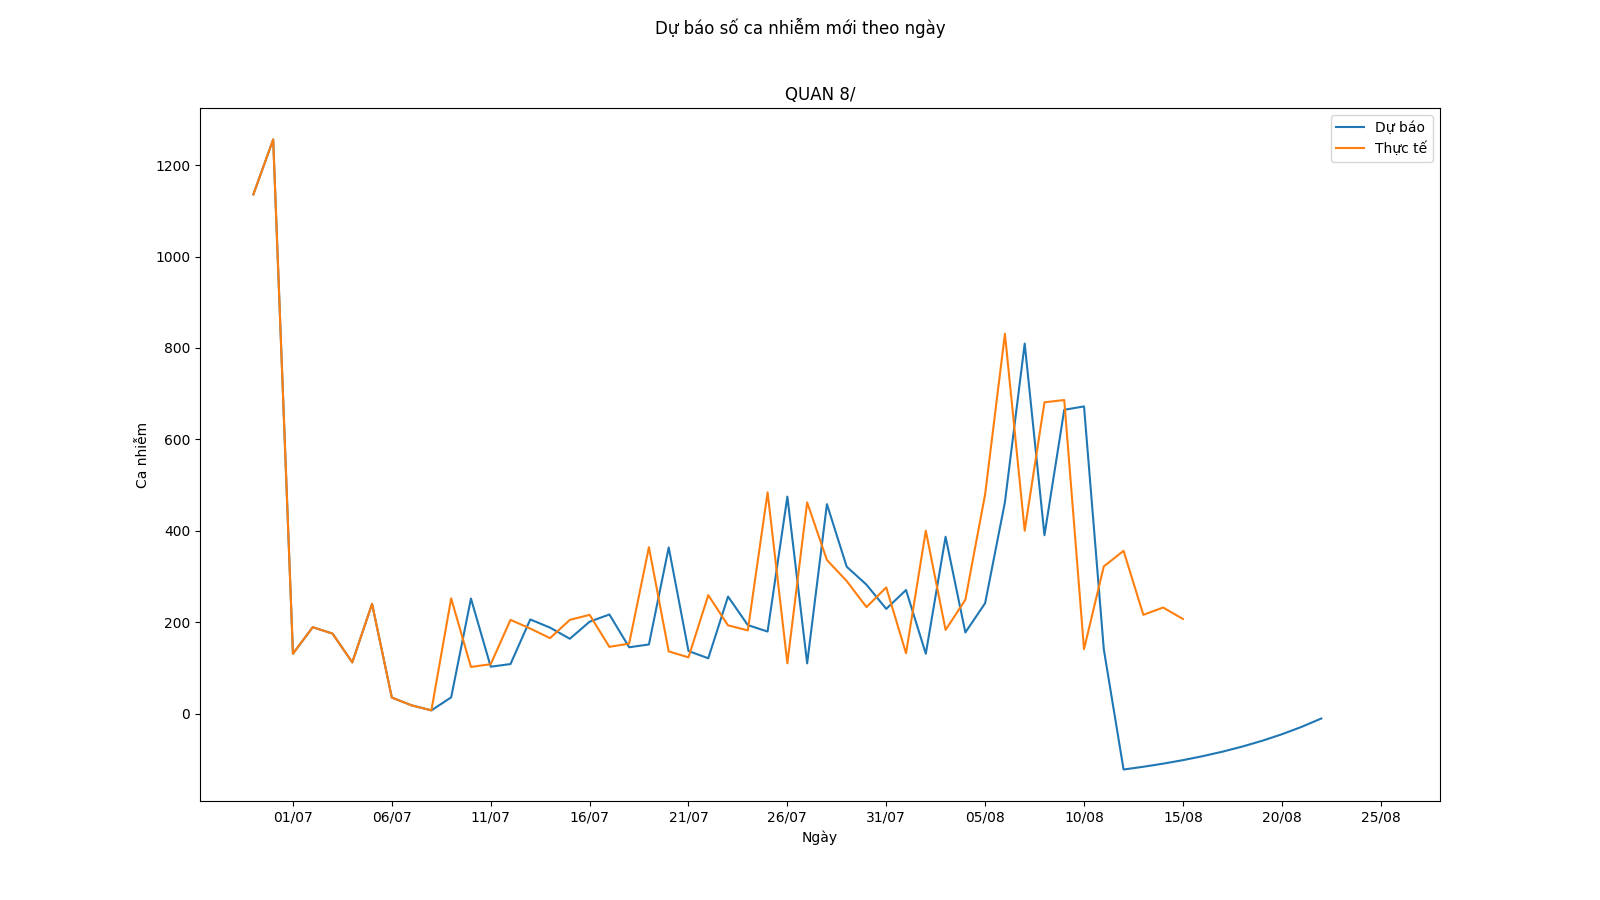 Dự báo số ca nhiễm mới theo ngày
QUAN 8/
Dự báo
Thực tế
1200
1000
800
600
400
200
0
Ca nhiễm
01/07 06/07 11/07 16/07 21/07 26/07 31/07 05/08 10/08 15/08 20/08 25/08
Ngày